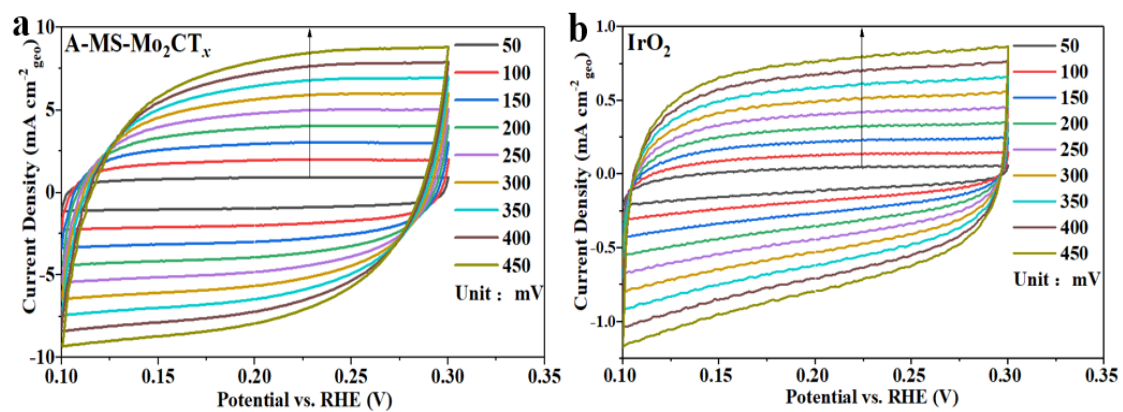 a
A-MS-Mo₂CTₓ
Current Density (mA cm⁻²geo)
10
5
0
-5
-10
0.10 0.15 0.20 0.25 0.30 0.35
Potential vs. RHE (V)
50
100
150
200
250
300
350
400
450
Unit : mV
b
IrO₂
Current Density (mA cm⁻²geo)
1.0
0.5
0.0
-0.5
-1.0
0.10 0.15 0.20 0.25 0.30 0.35
Potential vs. RHE (V)
50
100
150
200
250
300
350
400
450
Unit : mV